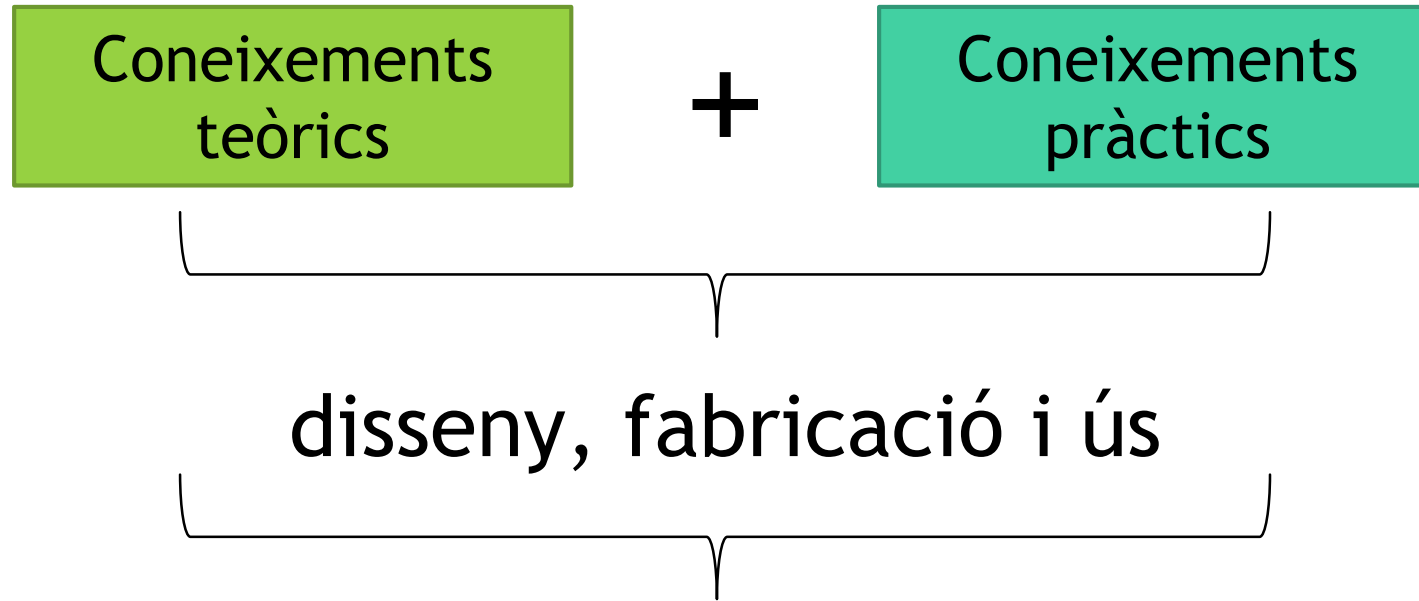 Coneixements
teòrics
+
Coneixements
pràctics
disseny, fabricació i ús